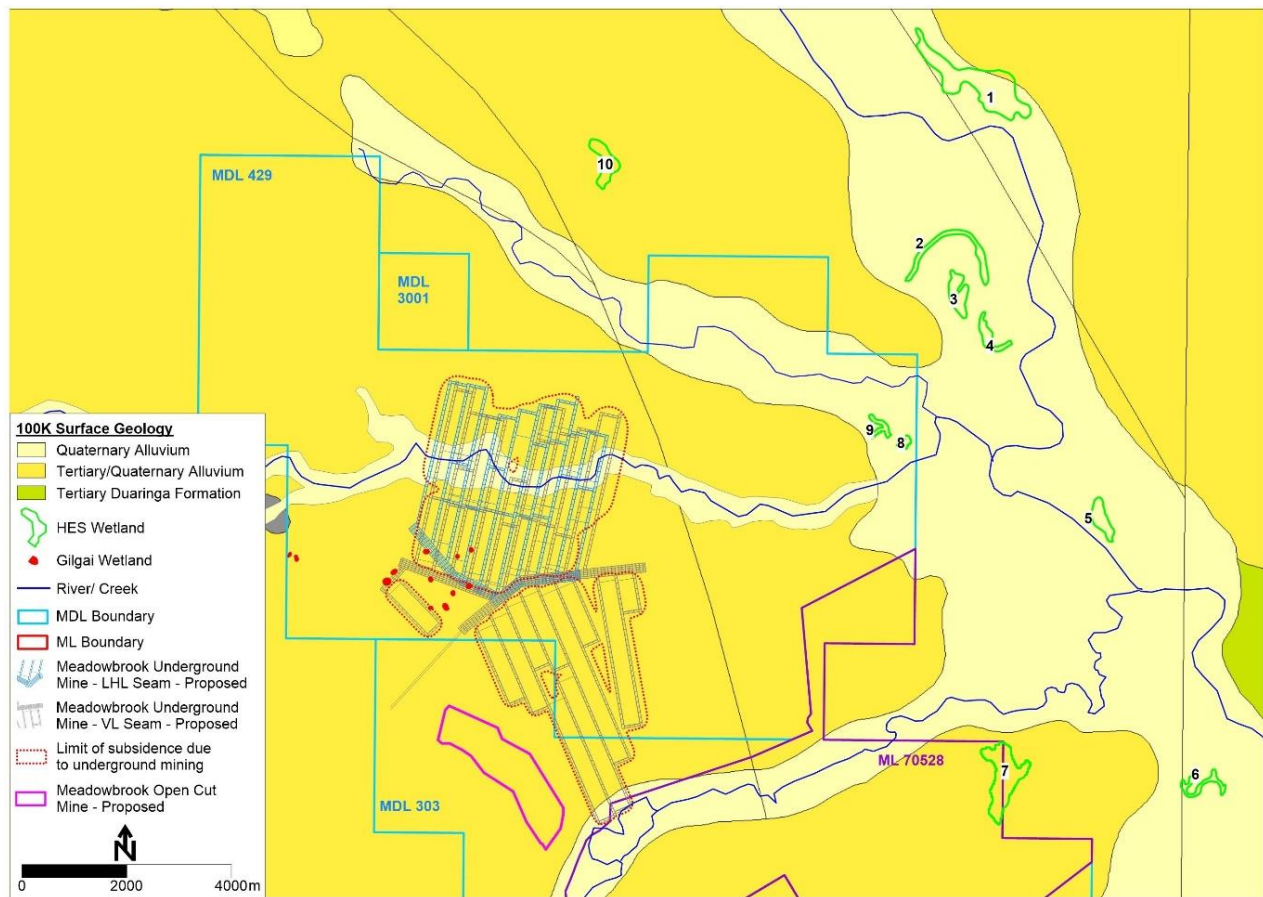 1
10
MDL 429
2
MDL
3001
3
4
9
8
5
100K Surface Geology
Quaternary Alluvium
Tertiary/Quaternary Alluvium
Tertiary Duaringa Formation
HES Wetland
Gilgai Wetland
River/ Creek
MDL Boundary
ML Boundary
Meadowbrook Underground
Mine - LHL Seam - Proposed
Meadowbrook Underground
Mine - VL Seam - Proposed
Limit of subsidence due
to underground mining
Meadowbrook Open Cut
Mine - Proposed
N
0 2000 4000m
ML 70528
7
6
MDL 303